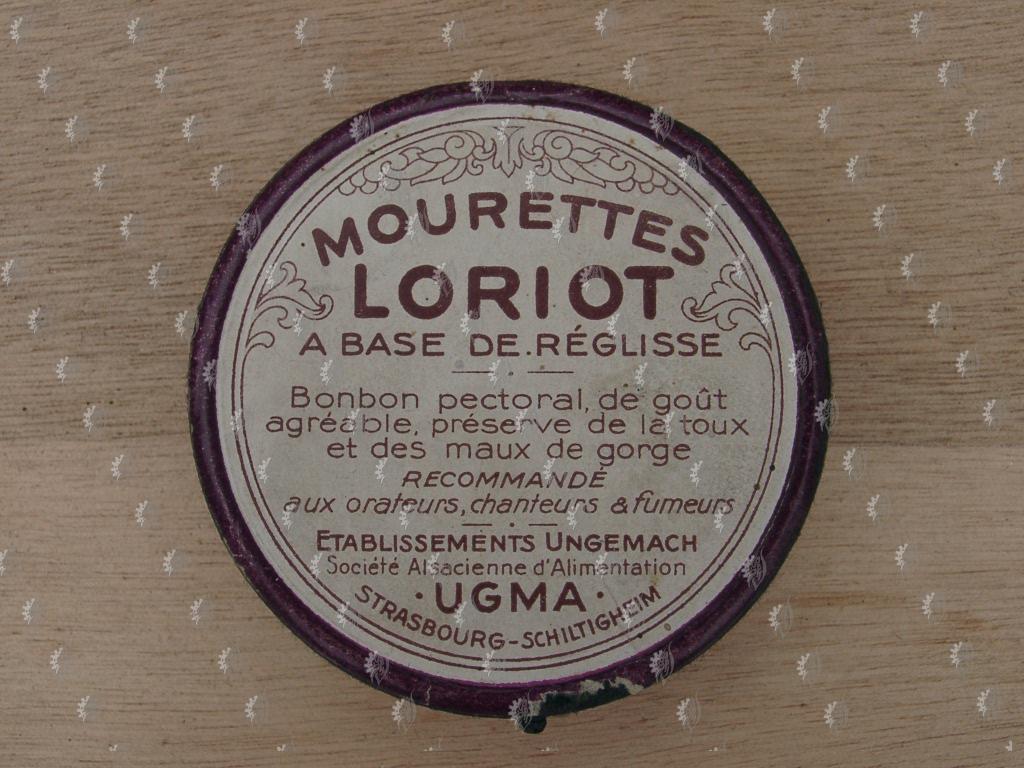 MOURETTES
LORIOT
A BASE DE.RÉGLISSE
Bonbon pectoral, de goût
agréable, préserve de la toux
et des maux de gorge
RECOMMANDÉ
aux orateurs, chanteurs & fumeurs
ETABLISSEMENTS UNGEMACH
Société Alsacienne d'Alimentation
· UGMA ·
STRASBOURG-SCHILTIGHEIM